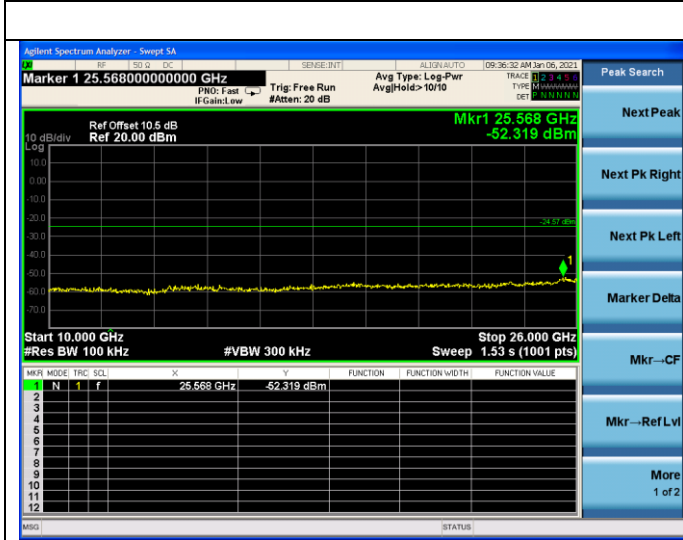 Agilent Spectrum Analyzer - Swept SA
RF 50 Ω DC SENSE:INT ALIGNAUTO 09:36:32 AM Jan 06, 2021
Marker 1 25.568000000000 GHz
PNO: Fast
IFGain:Low
Trig: Free Run
#Atten: 20 dB
Avg Type: Log-Pwr
Avg|Hold:> 10/10
TRACE 1 2 3 4 5 6
TYPE M
DET P N N N N N
Peak Search
Next Peak
Next Pk Right
Next Pk Left
Marker Delta
Mkr→CF
Mkr→Ref Lvl
More
1 of 2
Mkr1 25.568 GHz
-52.319 dBm
Ref Offset 10.5 dB
10 dB/div Ref 20.00 dBm
Log
10.0
0.00
-10.0
-20.0
-24.57 dBm
-30.0
-40.0
1
-50.0
-60.0
-70.0
Start 10.000 GHz Stop 26.000 GHz
#Res BW 100 kHz #VBW 300 kHz Sweep 1.53 s (1001 pts)
MKR MODE TRC SCL X Y FUNCTION FUNCTION WIDTH FUNCTION VALUE
1 N 1 f 25.568 GHz -52.319 dBm
2
3
4
5
6
7
8
9
10
11
12
MSG STATUS